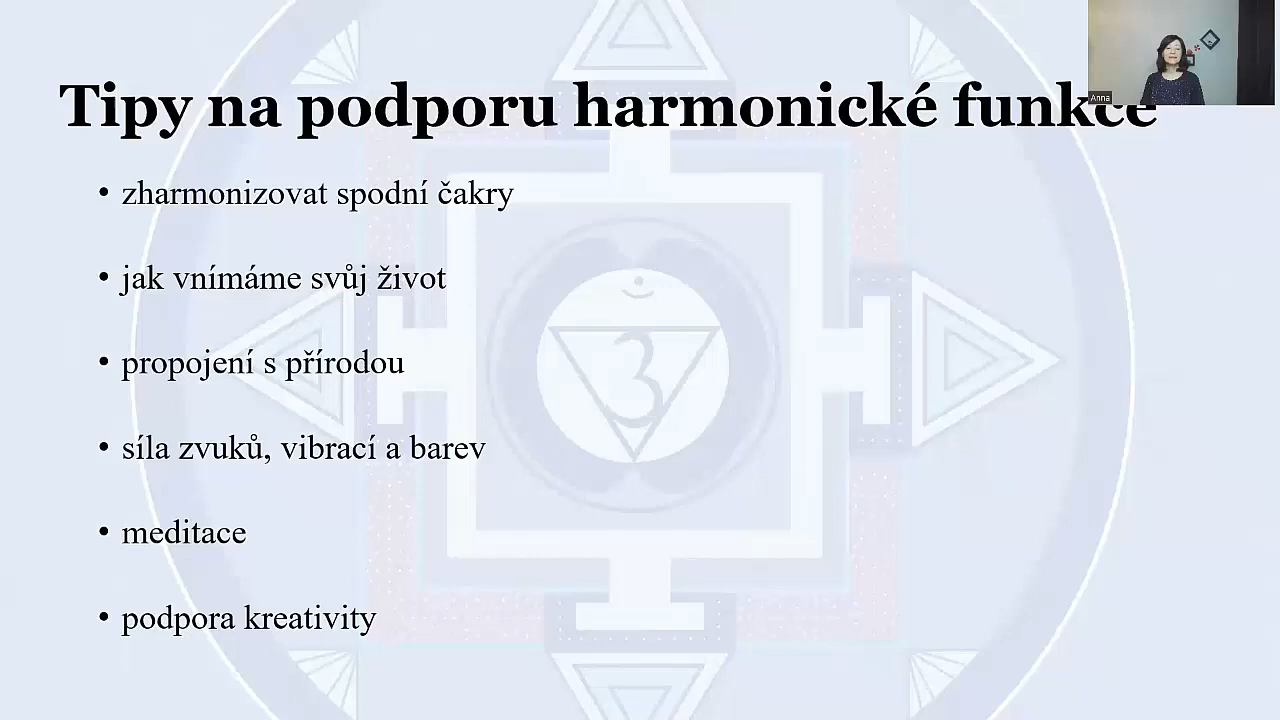 Tipy na podporu harmonické funkce
• zharmonizovat spodní čakry
• jak vnímáme svůj život
• propojení s přírodou
• síla zvuků, vibrací a barev
• meditace
• podpora kreativity
Anna